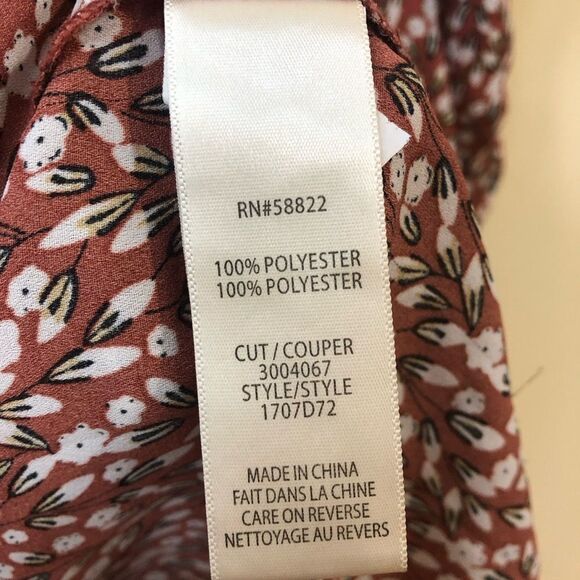 RN#58822
100% POLYESTER
100% POLYESTER
CUT / COUPER
3004067
STYLE/STYLE
1707D72
MADE IN CHINA
FAIT DANS LA CHINE
CARE ON REVERSE
NETTOYAGE AU REVERS